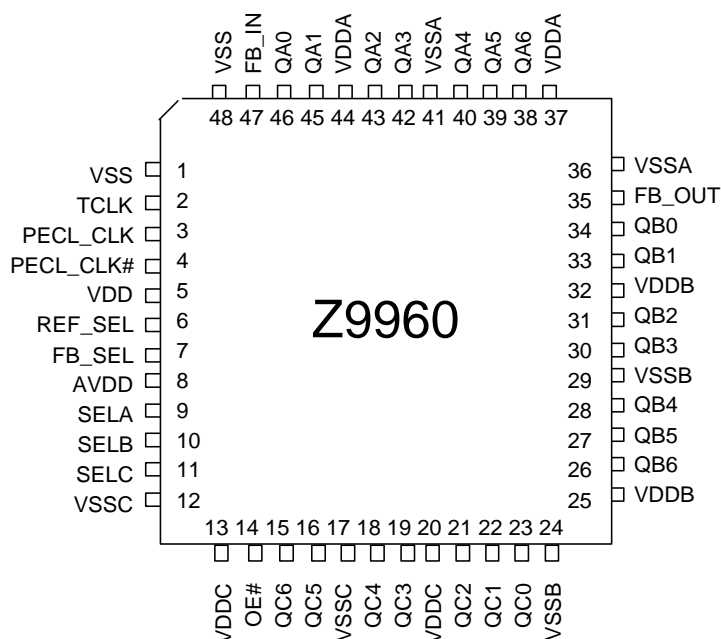 VSS FB_IN QA0 QA1 VDDA QA2 QA3 VSSA QA4 QA5 QA6 VDDA
48 47 46 45 44 43 42 41 40 39 38 37
VSS 1
TCLK 2
PECL_CLK 3
PECL_CLK# 4
VDD 5
REF_SEL 6
FB_SEL 7
AVDD 8
SELA 9
SELB 10
SELC 11
VSSC 12
Z9960
36 VSSA
35 FB_OUT
34 QB0
33 QB1
32 VDDB
31 QB2
30 QB3
29 VSSB
28 QB4
27 QB5
26 QB6
25 VDDB
13 14 15 16 17 18 19 20 21 22 23 24
VDDC OE# QC6 QC5 VSSC QC4 QC3 VDDC QC2 QC1 QC0 VSSB